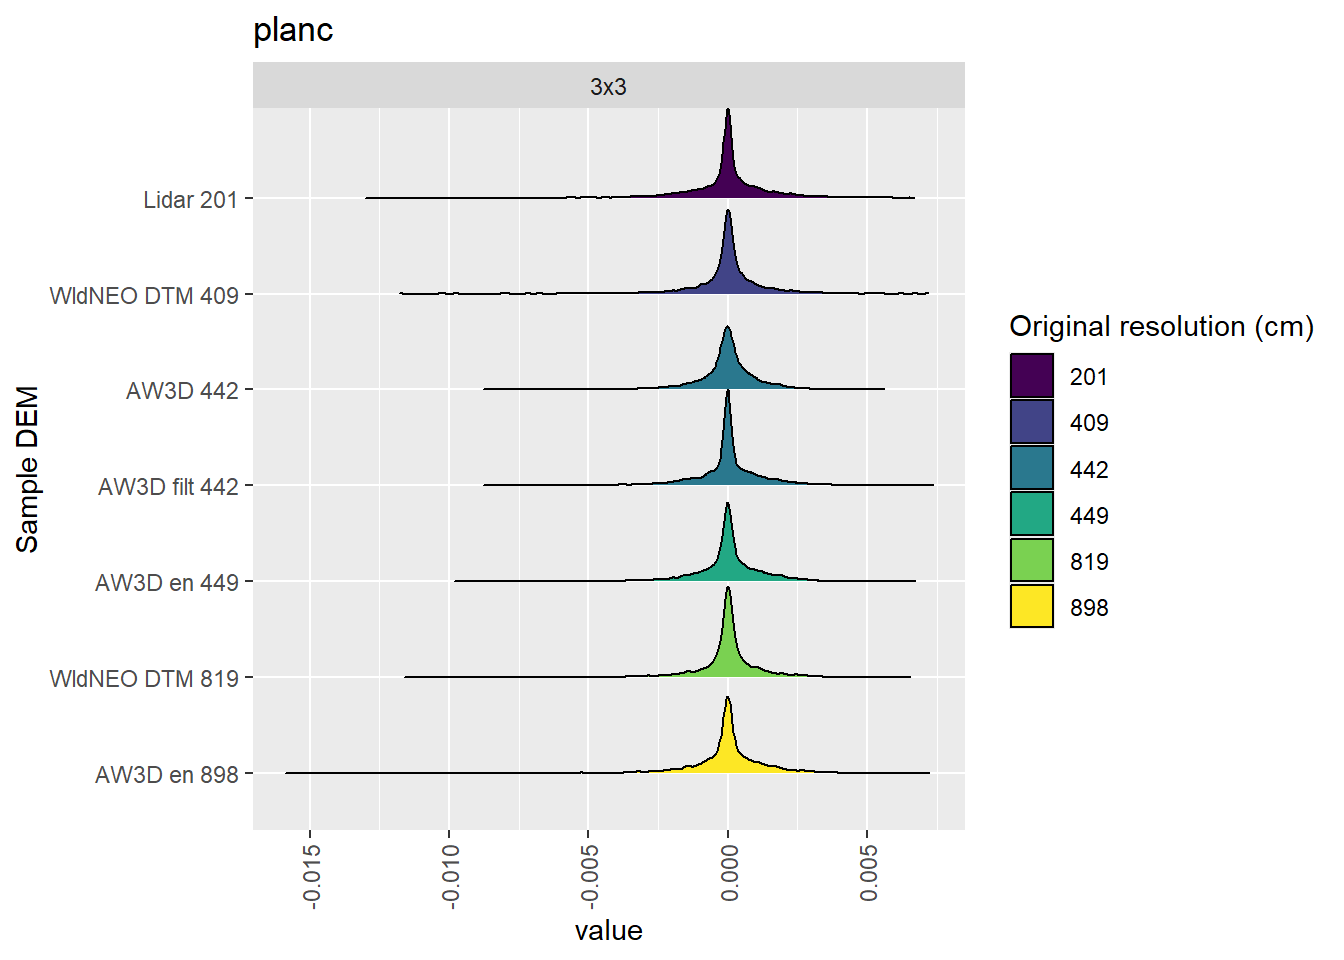 planc
3x3
Lidar 201
WldNEO DTM 409
AW3D 442
AW3D filt 442
AW3D en 449
WldNEO DTM 819
AW3D en 898
Sample DEM
-0.015
-0.010
-0.005
0.000
0.005
value
Original resolution (cm)
201
409
442
449
819
898